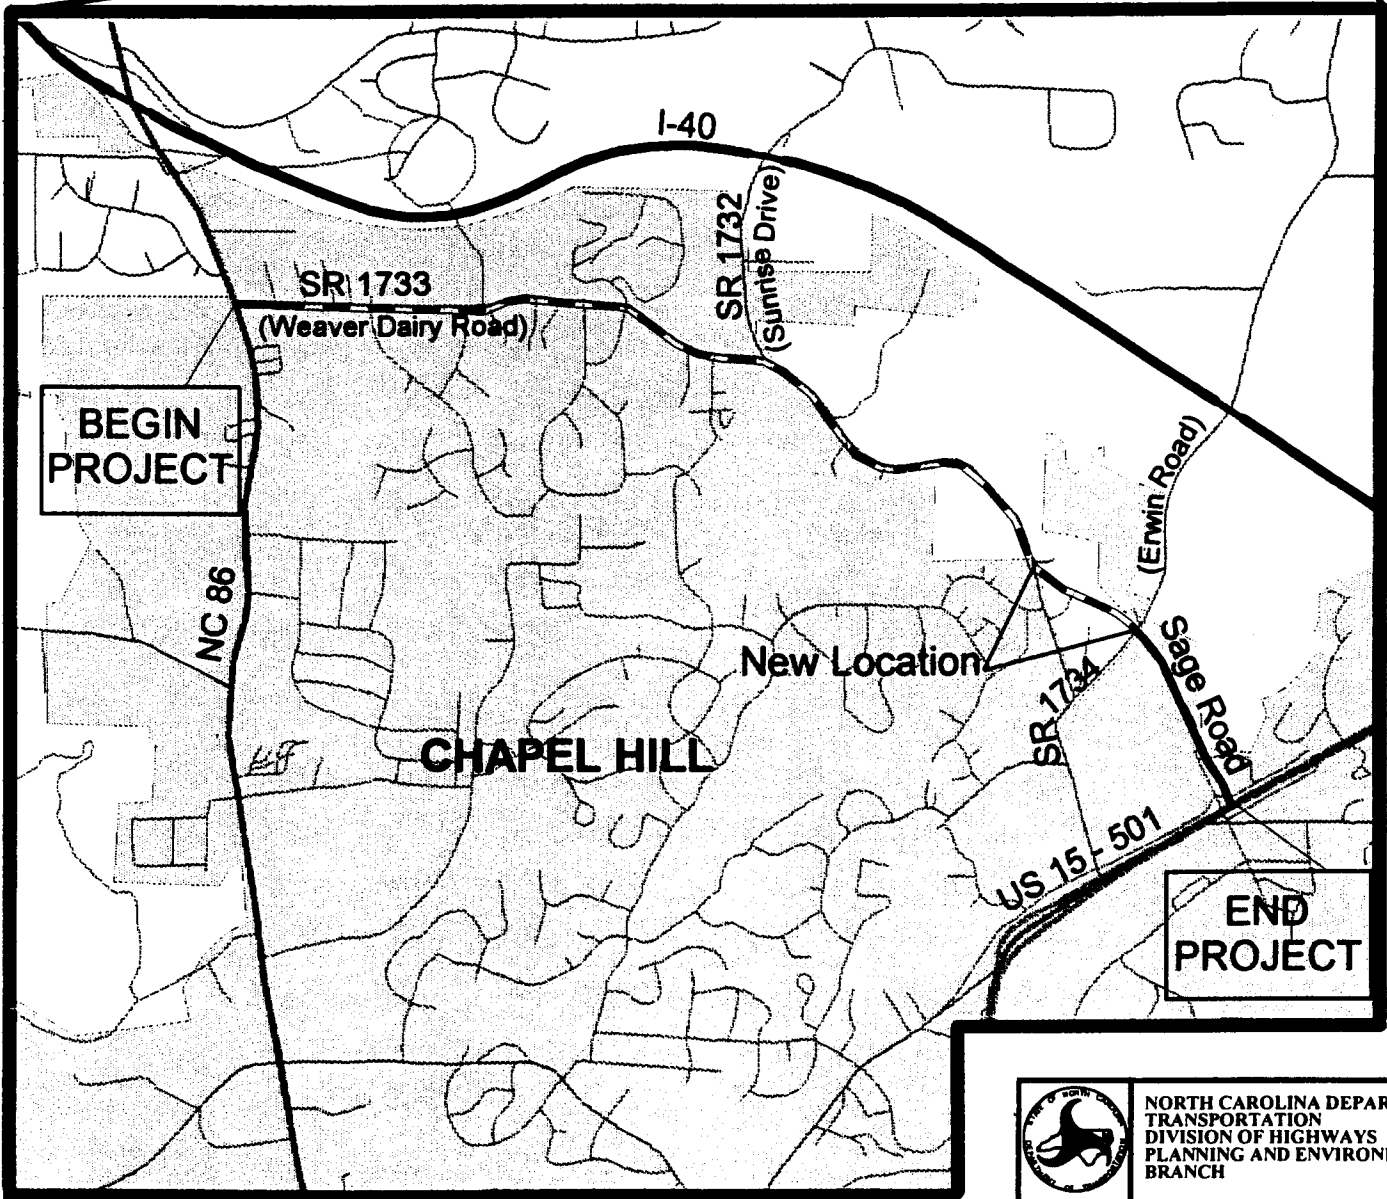 I-40
SR 1732
(Sunrise Drive)
SR 1733
(Weaver Dairy Road)
BEGIN
PROJECT
(Erwin Road)
NC 86
New Location
SR 1734
Sage Road
CHAPEL HILL
US 15 - 501
END
PROJECT
NORTH CAROLINA DEPAR
TRANSPORTATION
DIVISION OF HIGHWAYS
PLANNING AND ENVIRON
BRANCH